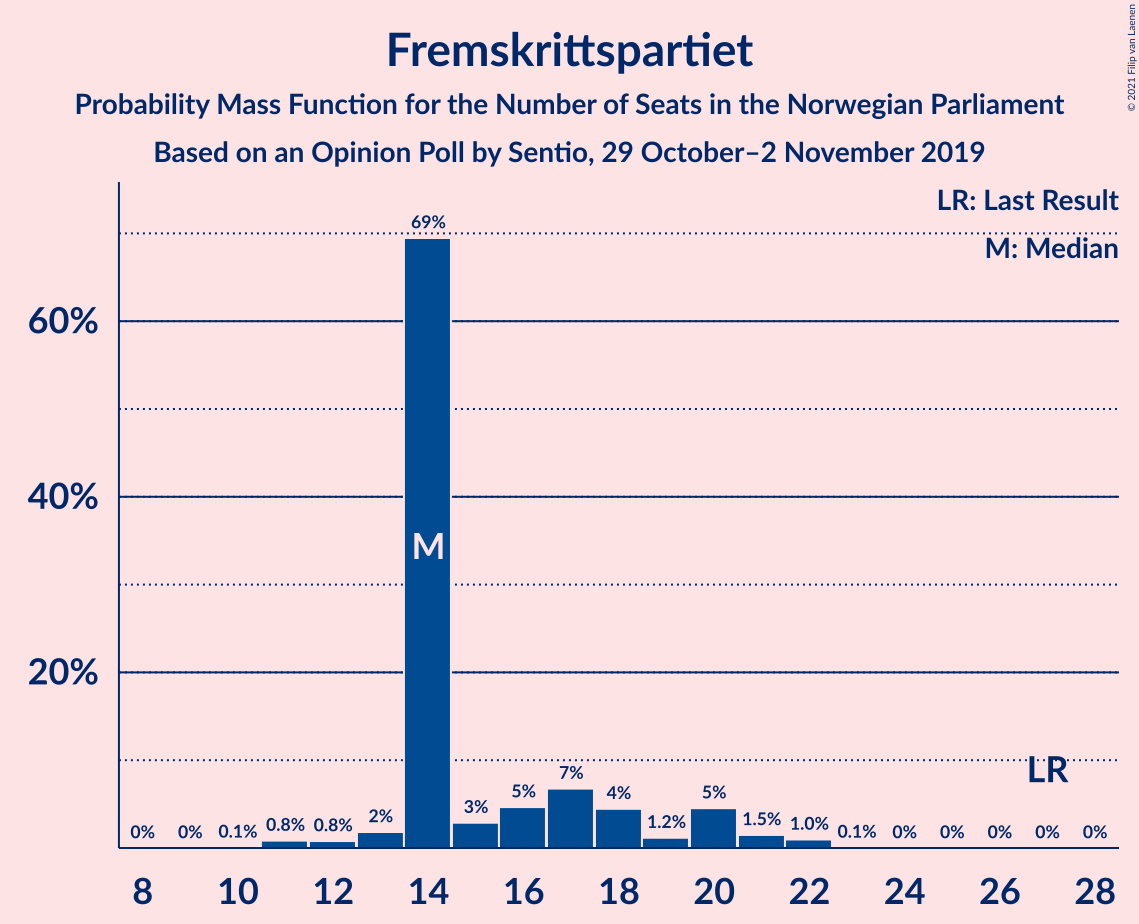 Fremskrittspartiet
Probability Mass Function for the Number of Seats in the Norwegian Parliament
Based on an Opinion Poll by Sentio, 29 October–2 November 2019
© 2021 Filip van Laenen
LR: Last Result
M: Median
60%
40%
20%
0%
0%
0.1%
0.8%
0.8%
2%
69%
3%
5%
7%
4%
1.2%
5%
1.5%
1.0%
0.1%
0%
0%
0%
0%
0%
M
LR
8 10 12 14 16 18 20 22 24 26 28